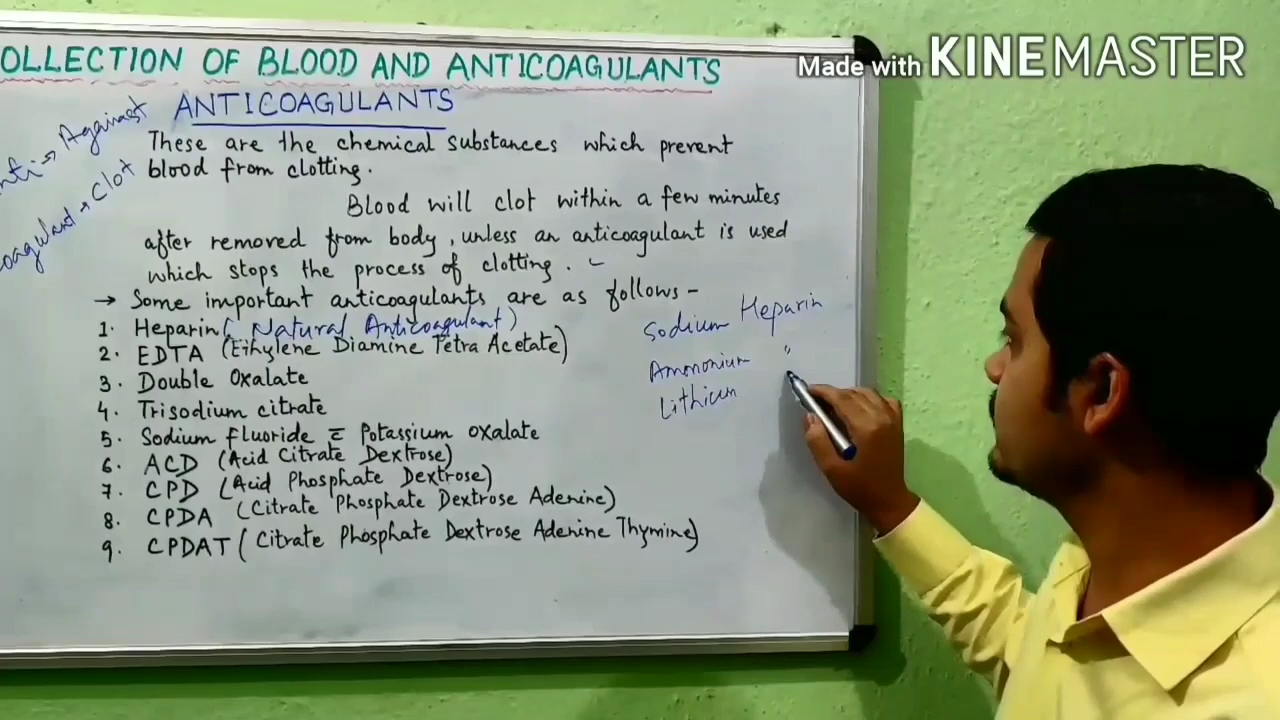 Made with KINEMASTER
OLLECTION OF BLOOD AND ANTICOAGULANTS
ANTICOAGULANTS
nti → Against
coagulant → Clot
These are the chemical substances which prevent
blood from clotting.
Blood will clot within a few minutes
after removed from body, unless an anticoagulant is used
which stops the process of clotting.
→ Some important anticoagulants are as follows -
1. Heparin ( Natural Anticoagulant )
2. EDTA (Ethylene Diamine Tetra Acetate)
3. Double Oxalate
4. Trisodium citrate
5. Sodium fluoride c̄ Potassium oxalate
6. ACD (Acid Citrate Dextrose)
7. CPD (Acid Phosphate Dextrose)
8. CPDA (Citrate Phosphate Dextrose Adenine)
9. CPDAT (Citrate Phosphate Dextrose Adenine Thymine)
Sodium Heparin
Ammonium "
Lithium